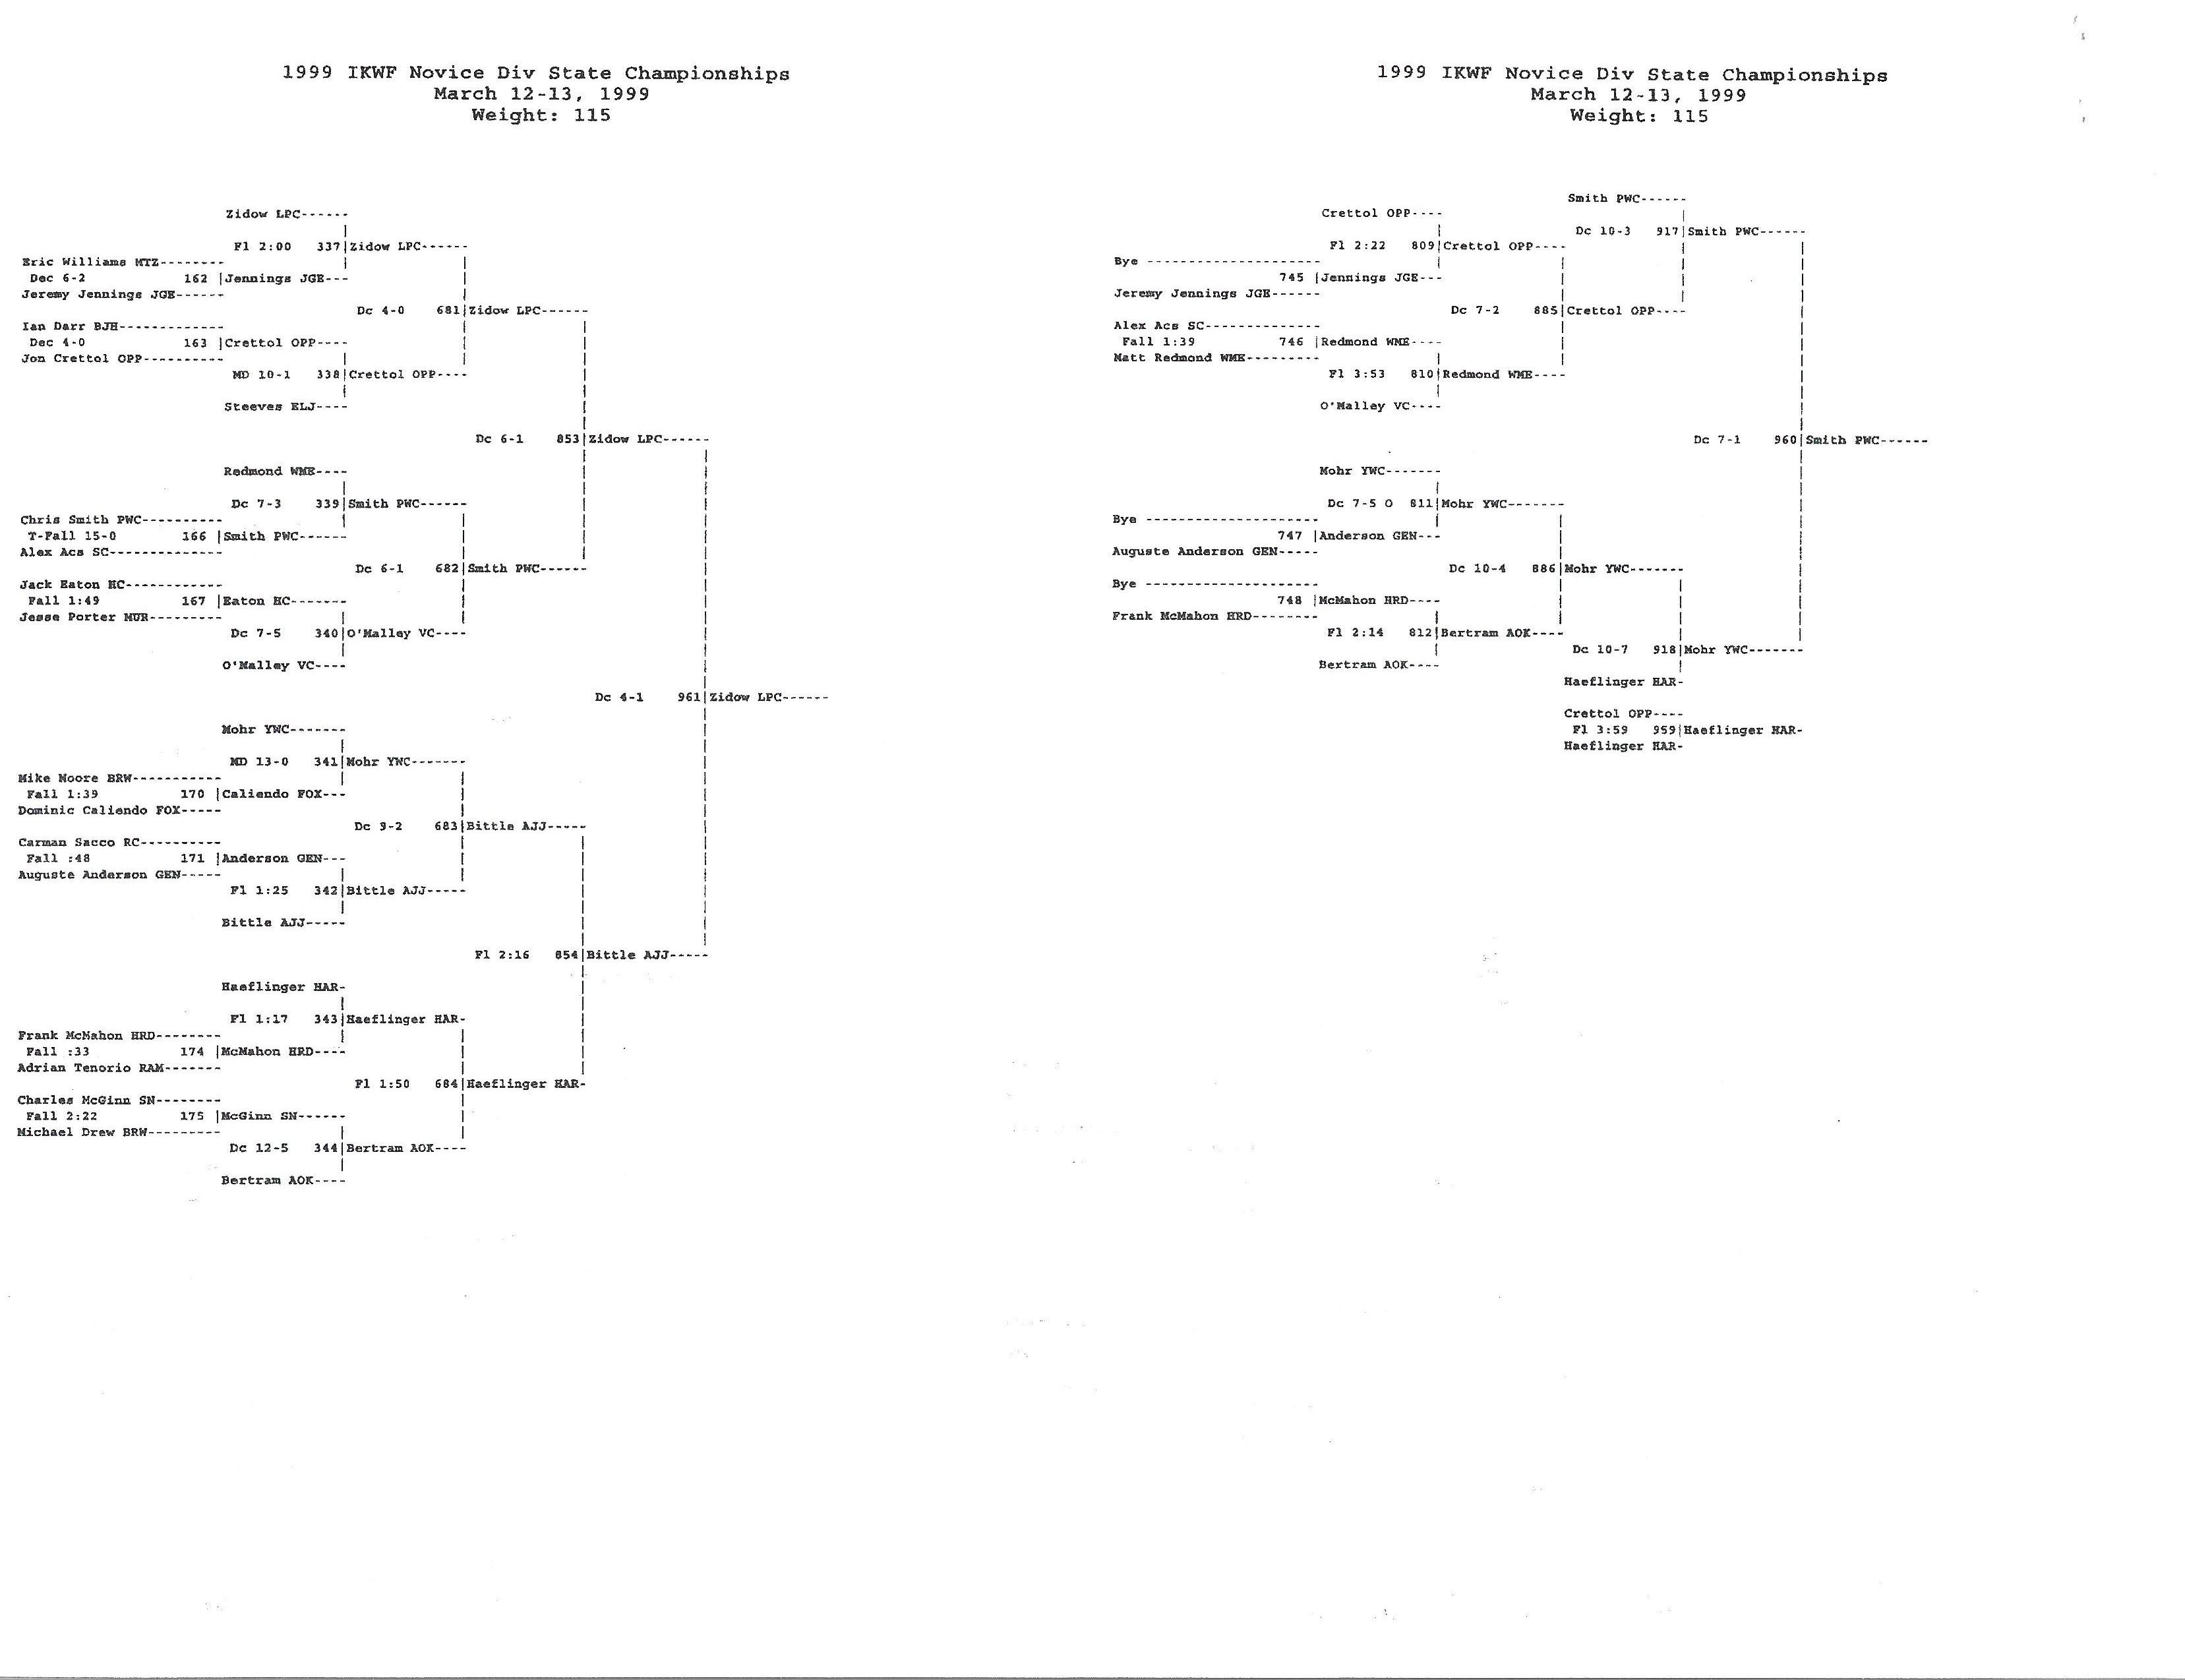 1999 IKWF Novice Div State Championships
March 12-13, 1999
Weight: 115
Zidow LPC------
Fl 2:00 337|Zidow LPC------
Eric Williams MTZ--------
Dec 6-2 162 |Jennings JGE---
Jeremy Jennings JGE------
Dc 4-0 681|Zidow LPC------
Ian Darr BJH-------------
Dec 4-0 163 |Crettol OPP----
Jon Crettol OPP----------
MD 10-1 338|Crettol OPP----
Steeves ELJ----
Dc 6-1 853|Zidow LPC------
Redmond WME----
Dc 7-3 339|Smith PWC------
Chris Smith PWC----------
T-Fall 15-0 166 |Smith PWC------
Alex Acs SC--------------
Dc 6-1 682|Smith PWC------
Jack Eaton HC------------
Fall 1:49 167 |Eaton HC-------
Jesse Porter MUR---------
Dc 7-5 340|O'Malley VC----
O'Malley VC----
Dc 4-1 961|Zidow LPC------
Mohr YWC-------
MD 13-0 341|Mohr YWC-------
Mike Moore BRW-----------
Fall 1:39 170 |Caliendo FOX---
Dominic Caliendo FOX-----
Dc 9-2 683|Bittle AJJ-----
Carman Sacco RC----------
Fall :48 171 |Anderson GEN---
Auguste Anderson GEN-----
Fl 1:25 342|Bittle AJJ-----
Bittle AJJ-----
Fl 2:16 854|Bittle AJJ-----
Haeflinger HAR-
Fl 1:17 343|Haeflinger HAR-
Frank McMahon HRD--------
Fall :33 174 |McMahon HRD----
Adrian Tenorio RAM-------
Fl 1:50 684|Haeflinger HAR-
Charles McGinn SN--------
Fall 2:22 175 |McGinn SN------
Michael Drew BRW---------
Dc 12-5 344|Bertram AOK----
Bertram AOK----
1999 IKWF Novice Div State Championships
March 12-13, 1999
Weight: 115
Smith PWC------
Crettol OPP----
Dc 10-3 917|Smith PWC------
Fl 2:22 809|Crettol OPP----
Bye --------------------
745 |Jennings JGE---
Jeremy Jennings JGE------
Dc 7-2 885|Crettol OPP----
Alex Acs SC--------------
Fall 1:39 746 |Redmond WME----
Matt Redmond WME---------
Fl 3:53 810|Redmond WME----
O'Malley VC----
Dc 7-1 960|Smith PWC------
Mohr YWC-------
Dc 7-5 O 811|Mohr YWC-------
Bye --------------------
747 |Anderson GEN---
Auguste Anderson GEN-----
Dc 10-4 886|Mohr YWC-------
Bye --------------------
748 |McMahon HRD----
Frank McMahon HRD--------
Fl 2:14 812|Bertram AOK----
Dc 10-7 918|Mohr YWC-------
Bertram AOK----
Haeflinger HAR-
Crettol OPP----
Fl 3:59 959|Haeflinger HAR-
Haeflinger HAR-